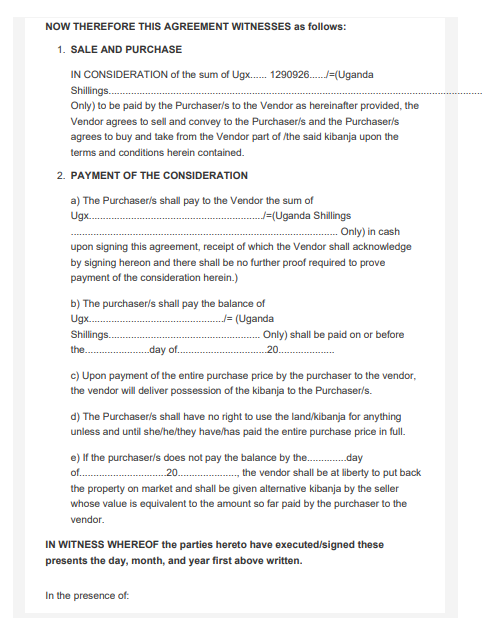 NOW THEREFORE THIS AGREEMENT WITNESSES as follows:
1. SALE AND PURCHASE
IN CONSIDERATION of the sum of Ugx...... 1290926....../=(Uganda
Shillings....................................................................................................................................
Only) to be paid by the Purchaser/s to the Vendor as hereinafter provided, the
Vendor agrees to sell and convey to the Purchaser/s and the Purchaser/s
agrees to buy and take from the Vendor part of /the said kibanja upon the
terms and conditions herein contained.
2. PAYMENT OF THE CONSIDERATION
a) The Purchaser/s shall pay to the Vendor the sum of
Ugx............................................................../=(Uganda Shillings
.............................................................................................. Only) in cash
upon signing this agreement, receipt of which the Vendor shall acknowledge
by signing hereon and there shall be no further proof required to prove
payment of the consideration herein.)
b) The purchaser/s shall pay the balance of
Ugx................................................/= (Uganda
Shillings..................................................... Only) shall be paid on or before
the.......................day of................................20....................
c) Upon payment of the entire purchase price by the purchaser to the vendor,
the vendor will deliver possession of the kibanja to the Purchaser/s.
d) The Purchaser/s shall have no right to use the land/kibanja for anything
unless and until she/he/they have/has paid the entire purchase price in full.
e) If the purchaser/s does not pay the balance by the..............day
of...............................20....................., the vendor shall be at liberty to put back
the property on market and shall be given alternative kibanja by the seller
whose value is equivalent to the amount so far paid by the purchaser to the
vendor.
IN WITNESS WHEREOF the parties hereto have executed/signed these
presents the day, month, and year first above written.
In the presence of: